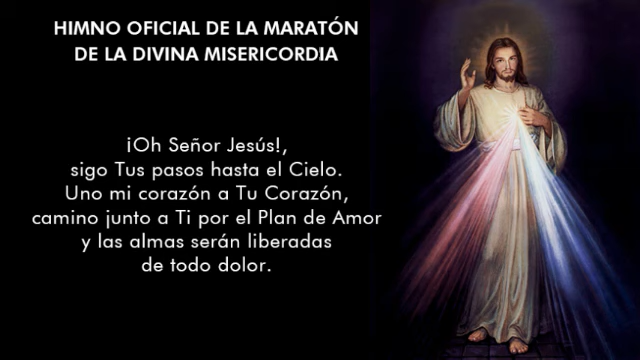 HIMNO OFICIAL DE LA MARATÓN
DE LA DIVINA MISERICORDIA
¡Oh Señor Jesús!,
sigo Tus pasos hasta el Cielo.
Uno mi corazón a Tu Corazón,
camino junto a Ti por el Plan de Amor
y las almas serán liberadas
de todo dolor.